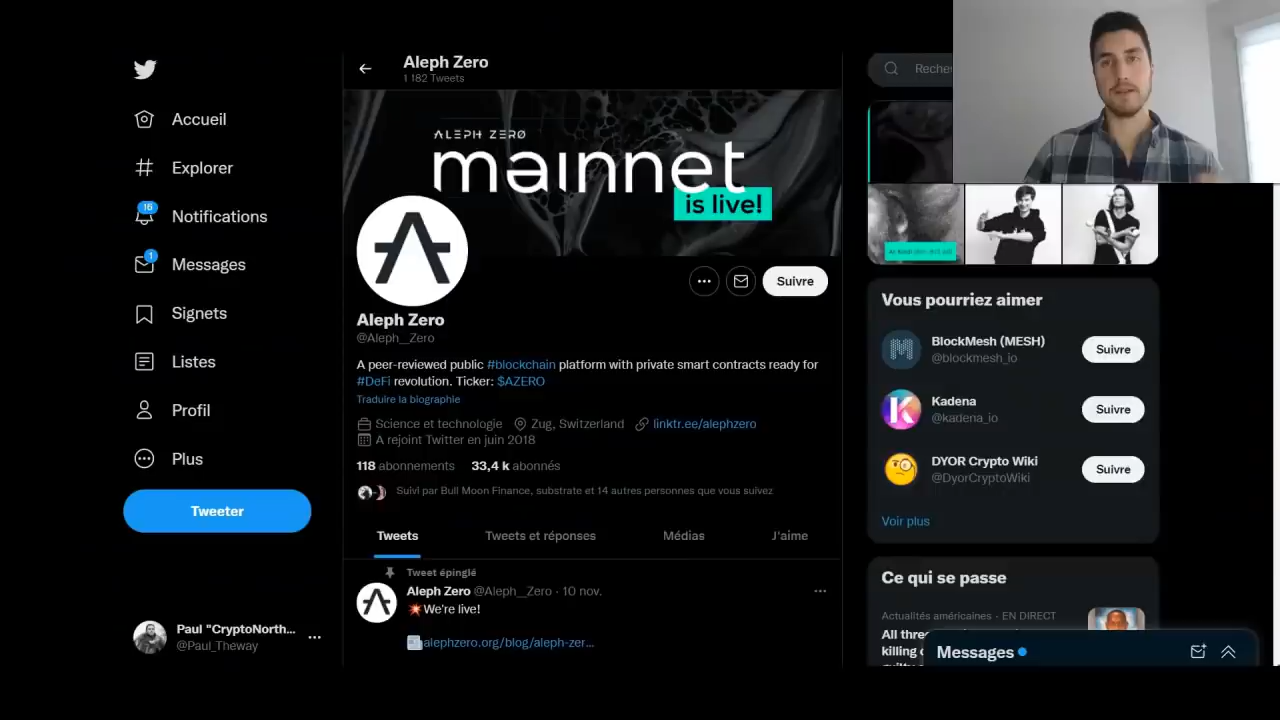 Accueil
Explorer
16
Notifications
1
Messages
Signets
Listes
Profil
Plus
Tweeter
Paul "CryptoNorth...
@Paul_Theway
Aleph Zero
1 182 Tweets
ALEPH ZERO
mainnet
is live!
Suivre
Aleph Zero
@Aleph__Zero
A peer-reviewed public #blockchain platform with private smart contracts ready for
#DeFi revolution. Ticker: $AZERO
Traduire la biographie
Science et technologie Zug, Switzerland linktr.ee/alephzero
A rejoint Twitter en juin 2018
118 abonnements 33,4 k abonnés
Suivi par Bull Moon Finance, substrate et 14 autres personnes que vous suivez
Tweets Tweets et réponses Médias J'aime
Tweet épinglé
Aleph Zero @Aleph__Zero · 10 nov.
💥We're live!
📰alephzero.org/blog/aleph-zer...
Reche
Vous pourriez aimer
BlockMesh (MESH)
@blockmesh_io
Suivre
Kadena
@kadena_io
Suivre
DYOR Crypto Wiki
@DyorCryptoWiki
Suivre
Voir plus
Ce qui se passe
Actualités américaines · EN DIRECT
All thre
killing
Messages